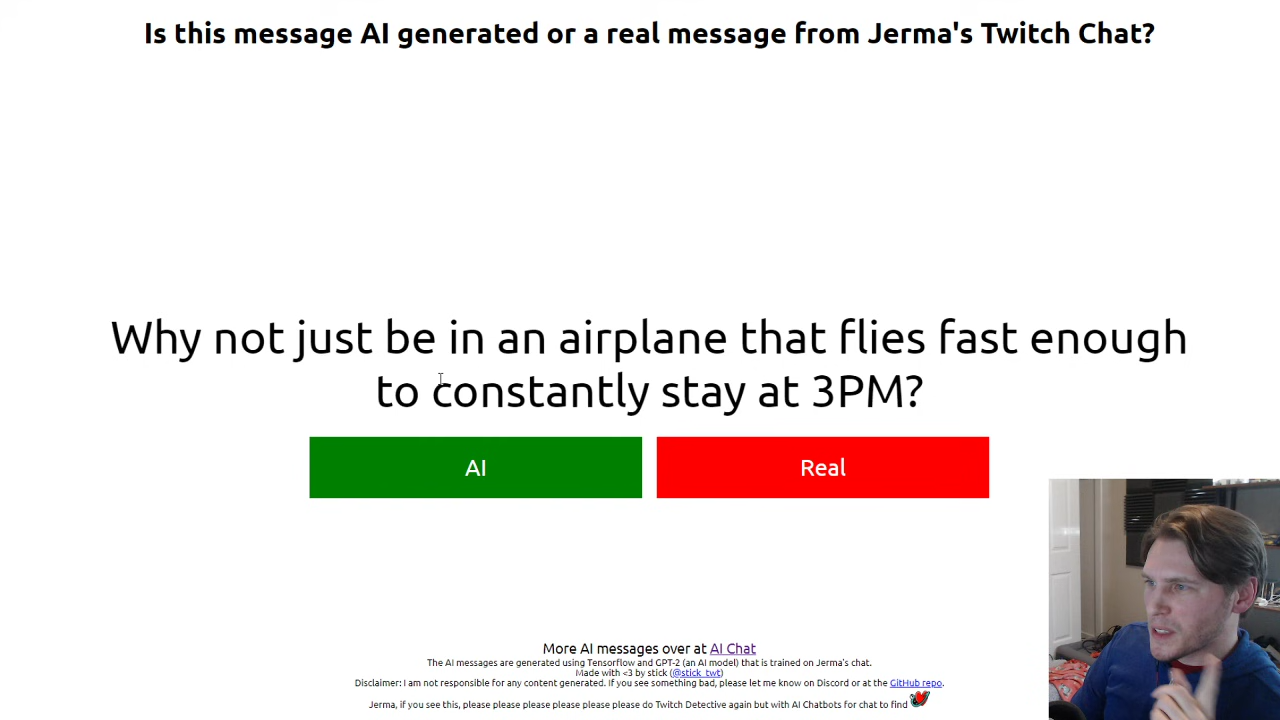 Is this message AI generated or a real message from Jerma's Twitch Chat?
Why not just be in an airplane that flies fast enough
to constantly stay at 3PM?
AI
Real
More AI messages over at AI Chat
The AI messages are generated using Tensorflow and GPT-2 (an AI model) that is trained on Jerma's chat.
Made with <3 by stick (@stick_twt)
Disclaimer: I am not responsible for any content generated. If you see something bad, please let me know on Discord or at the GitHub repo.
Jerma, if you see this, please please please please please please do Twitch Detective again but with AI Chatbots for chat to find